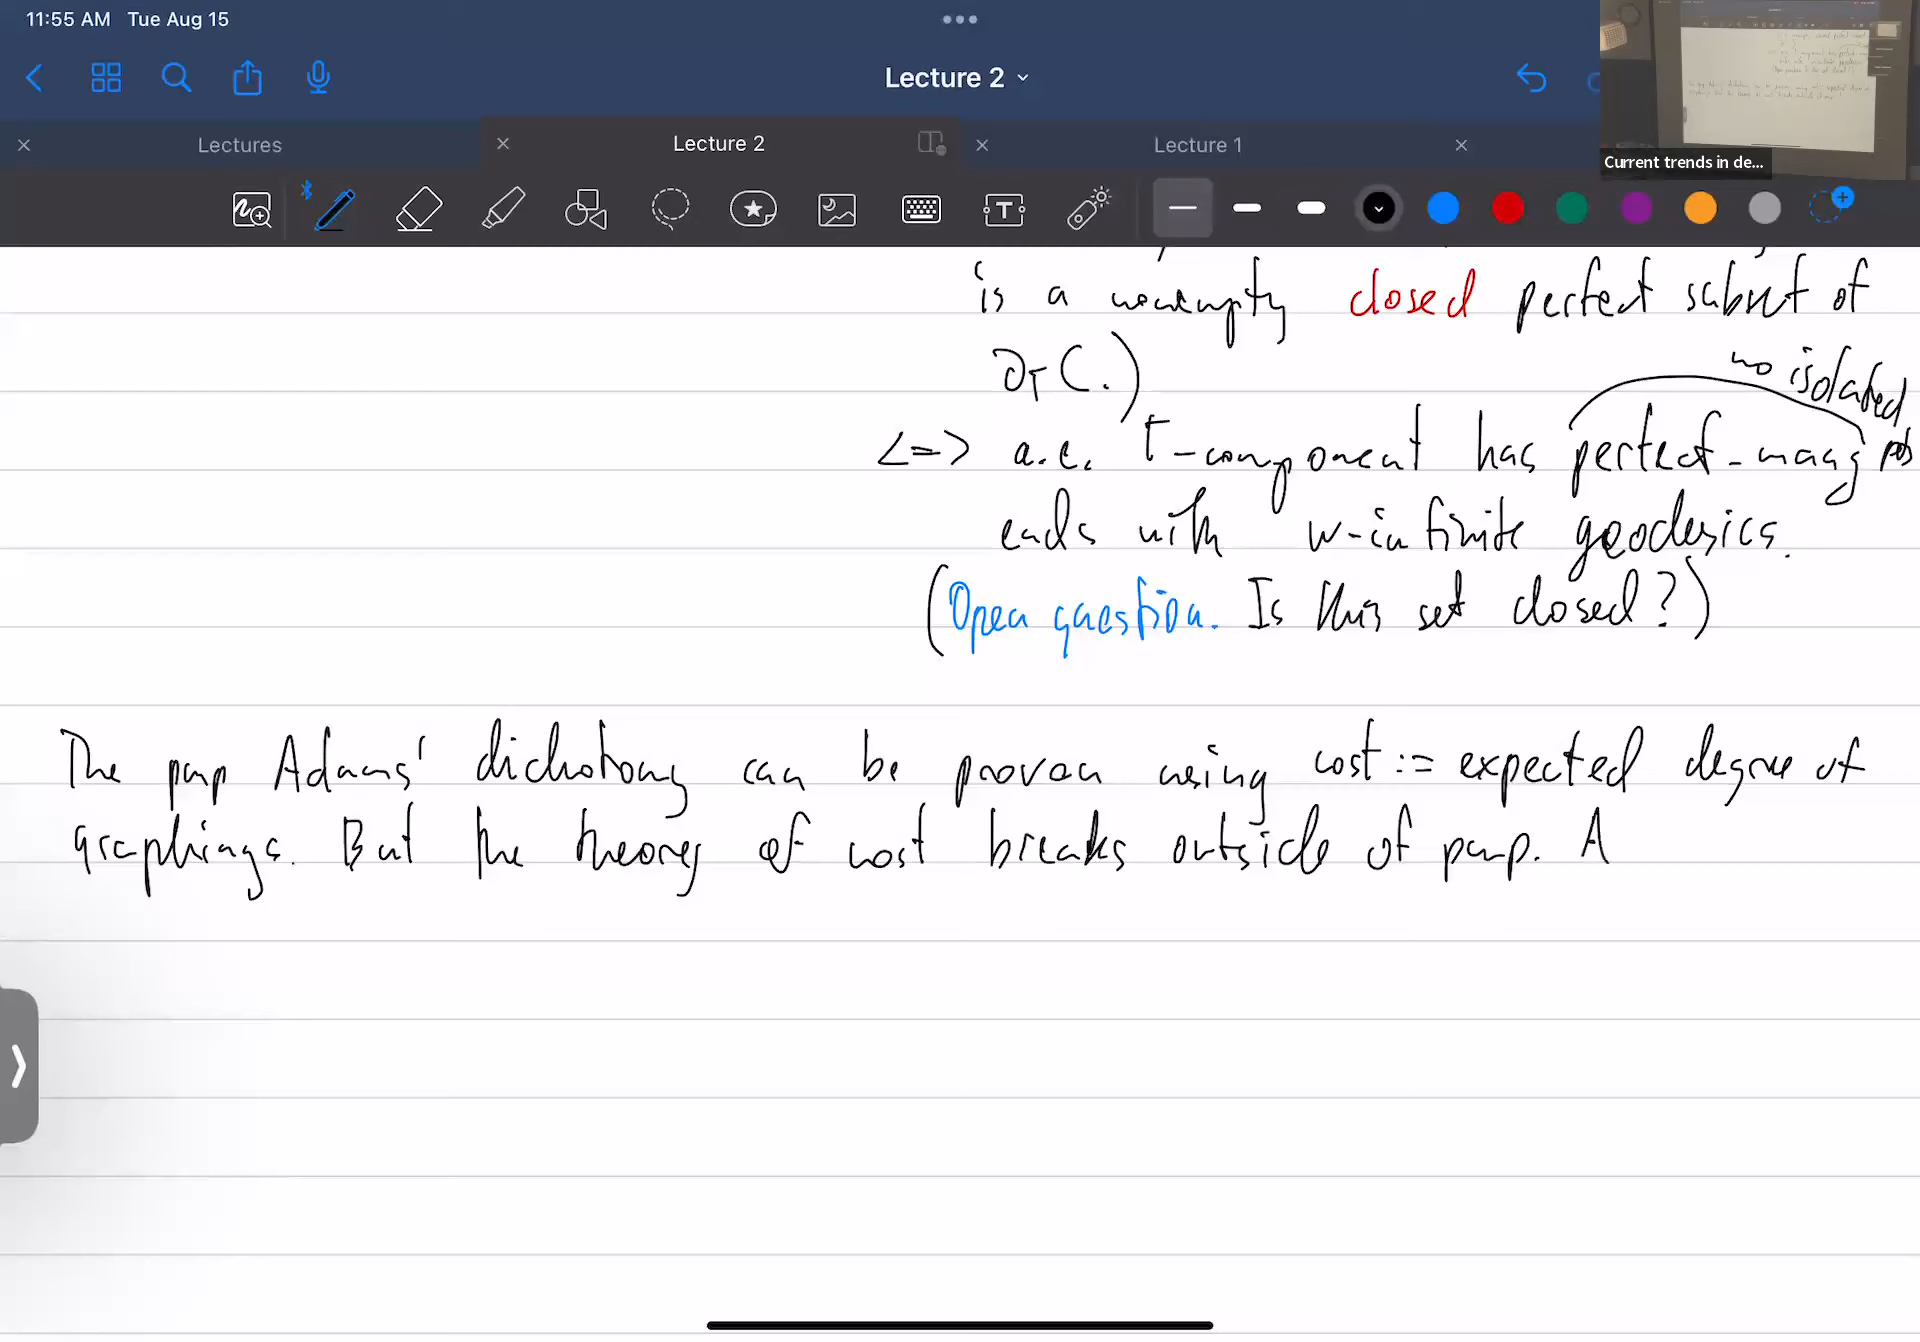 11:55 AM Tue Aug 15
Lecture 2
Lectures
Lecture 2
Lecture 1
Current trends in de...
is a nonempty closed perfect subset of
∂T C.)
no isolated
pts
<=> a.e. T-component has perfect-many
ends with w-infinite geodesics.
(Open question. Is this set closed?)
The pmp Adams' dichotomy can be proven using cost := expected degree of
graphings. But the theory of cost breaks outside of pmp. A